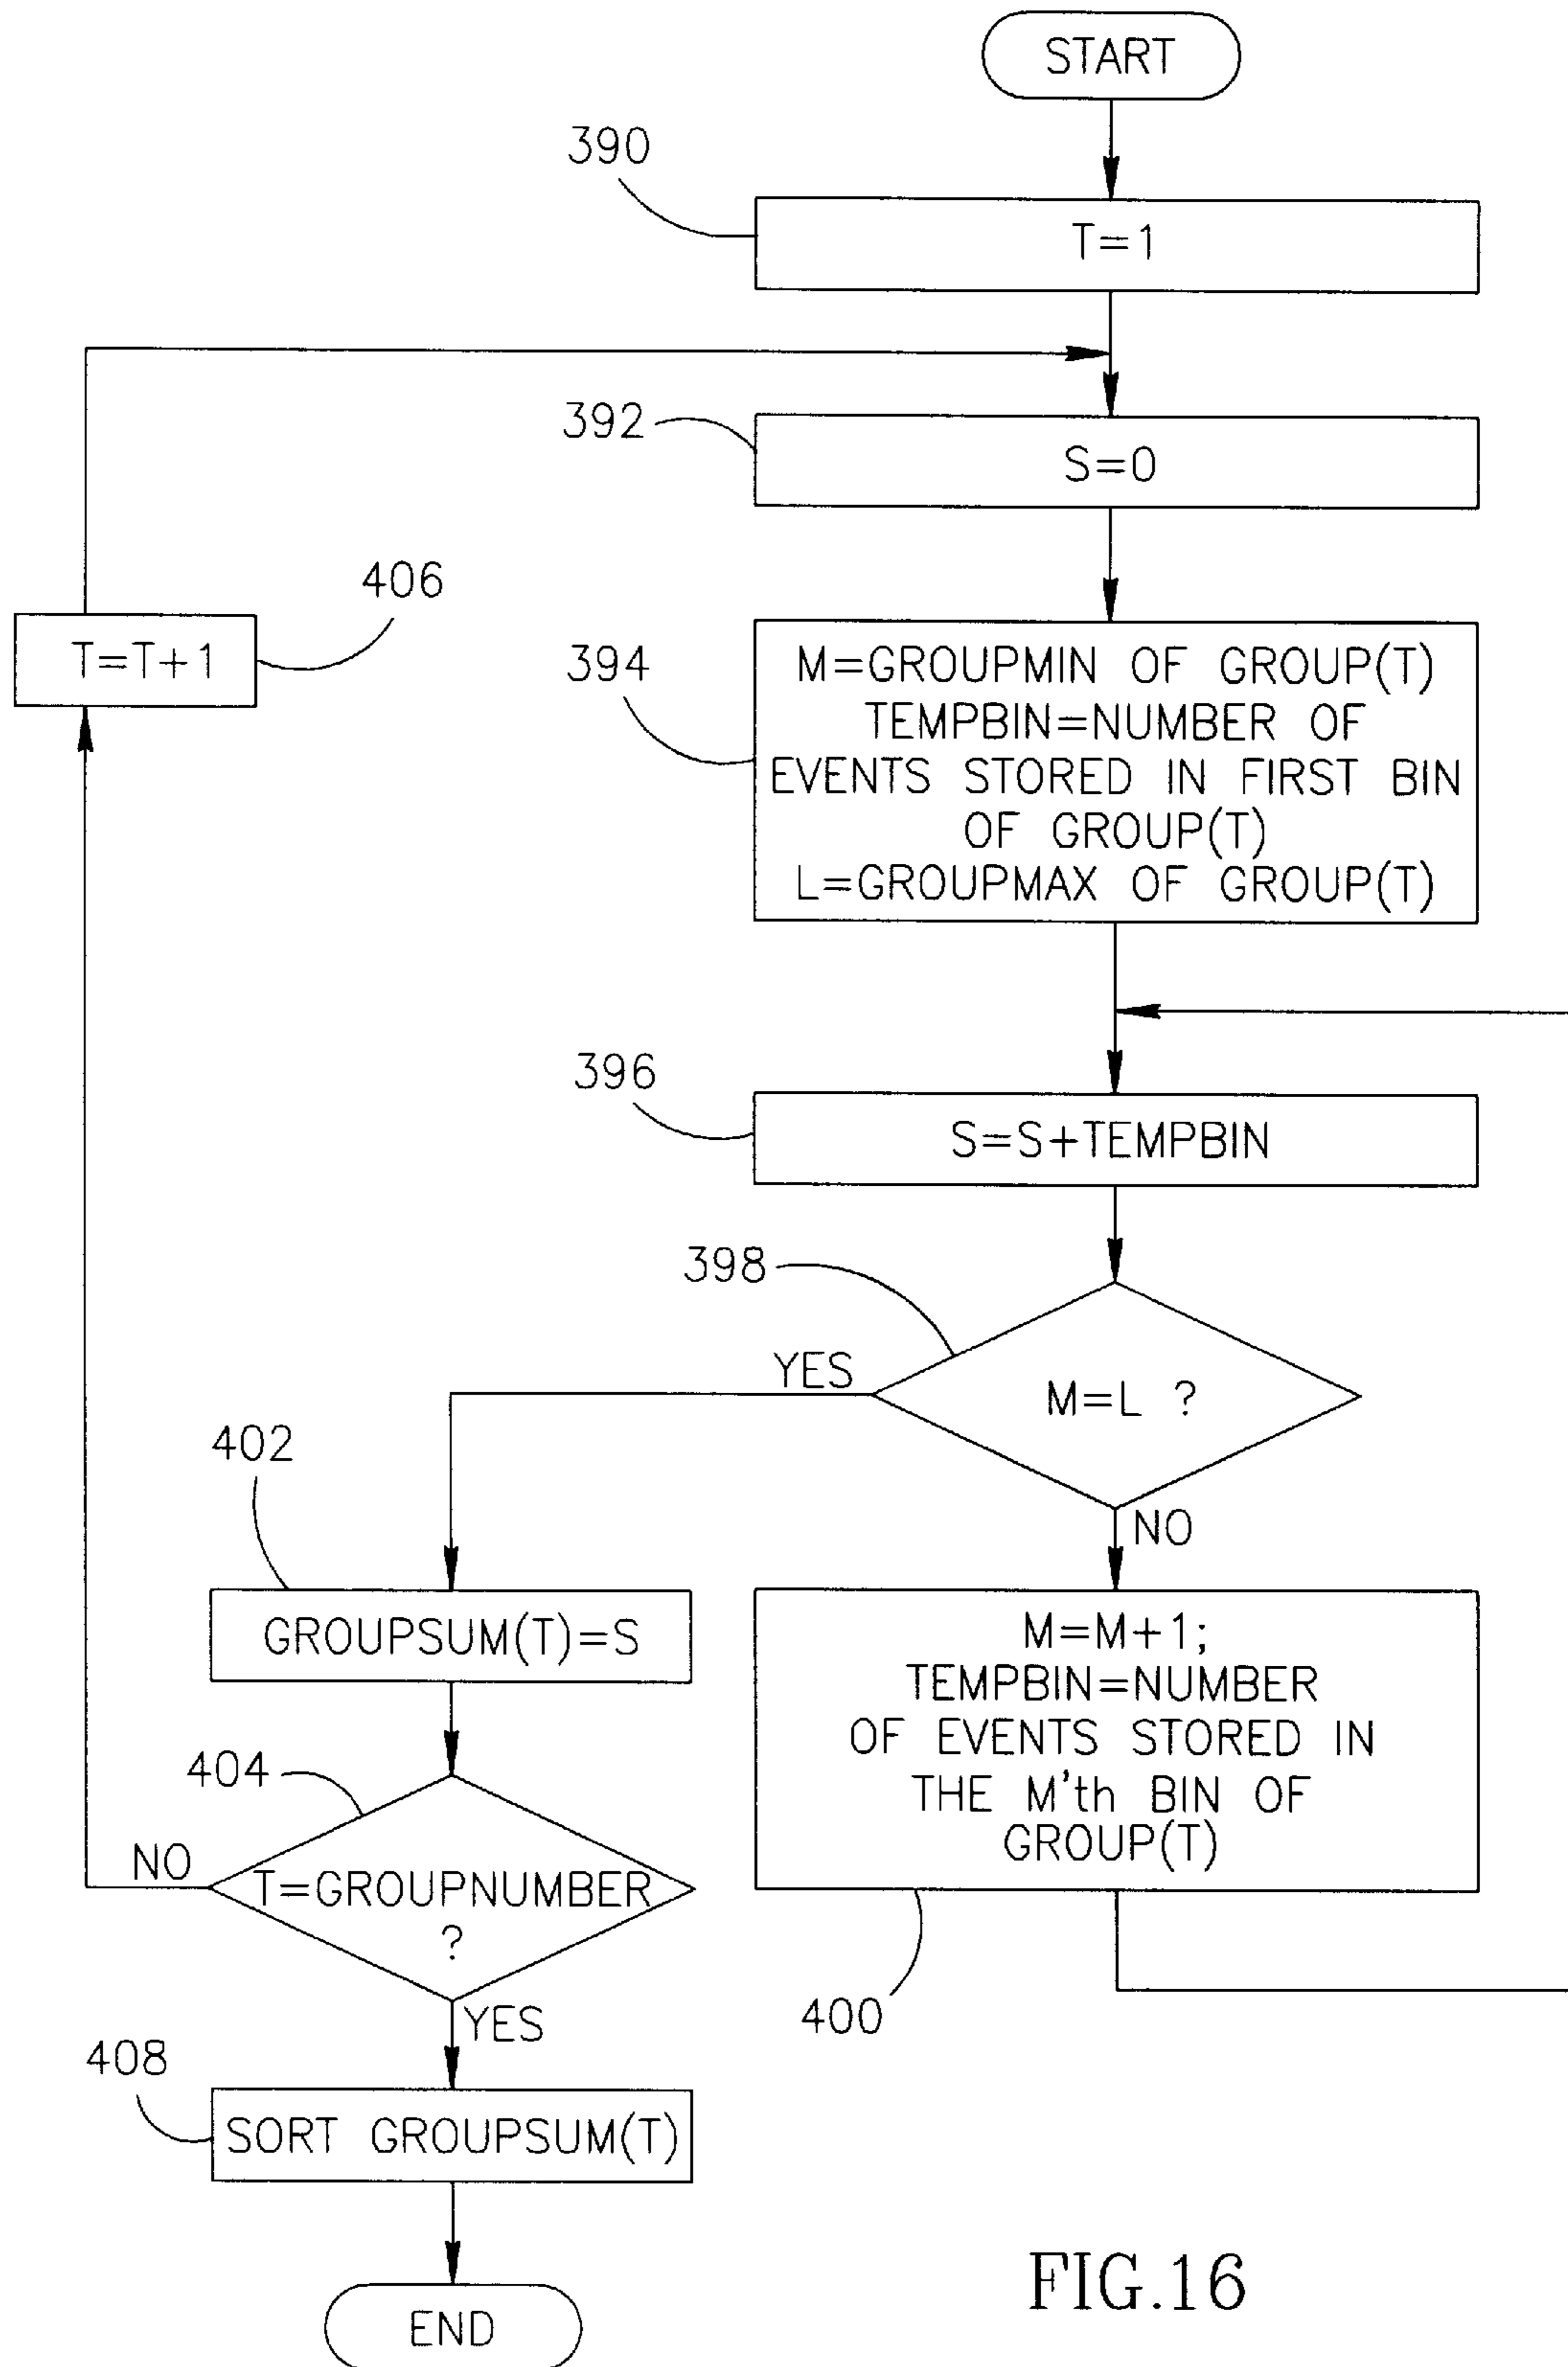 START
390
T=1
392
S=0
406
T=T+1
394
M=GROUPMIN OF GROUP(T)
TEMPBIN=NUMBER OF
EVENTS STORED IN FIRST BIN
OF GROUP(T)
L=GROUPMAX OF GROUP(T)
396
S=S+TEMPBIN
398
YES
M=L ?
NO
402
GROUPSUM(T)=S
M=M+1;
TEMPBIN=NUMBER
OF EVENTS STORED IN
THE M'th BIN OF
GROUP(T)
400
404
NO
T=GROUPNUMBER
?
YES
408
SORT GROUPSUM(T)
END
FIG.16